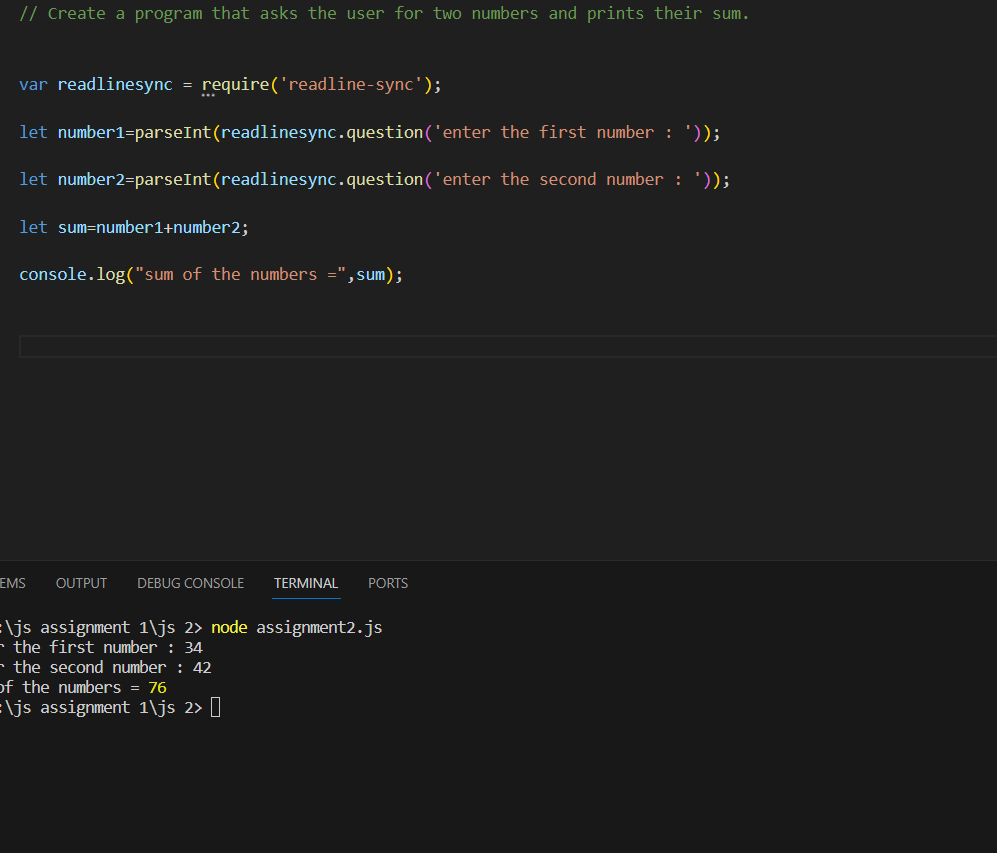 // Create a program that asks the user for two numbers and prints their sum.
var readlinesync = require('readline-sync');
let number1=parseInt(readlinesync.question('enter the first number : '));
let number2=parseInt(readlinesync.question('enter the second number : '));
let sum=number1+number2;
console.log("sum of the numbers =",sum);
EMS OUTPUT DEBUG CONSOLE TERMINAL PORTS
:\js assignment 1\js 2> node assignment2.js
r the first number : 34
r the second number : 42
of the numbers = 76
:\js assignment 1\js 2>